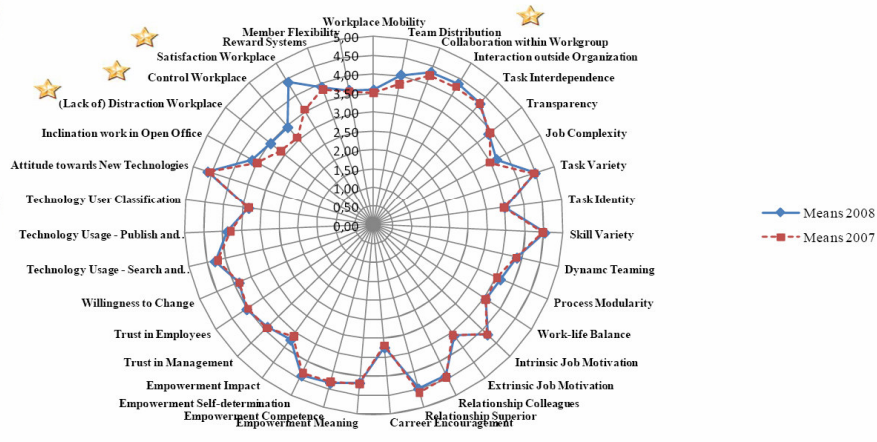 Workplace Mobility
Team Distribution
Collaboration within Workgroup
Interaction outside Organization
Task Interdependence
Transparency
Job Complexity
Task Variety
Task Identity
Skill Variety
Dynamc Teaming
Process Modularity
Work-life Balance
Intrinsic Job Motivation
Extrinsic Job Motivation
Relationship Colleagues
Relationship Superior
Carreer Encouragement
Empowerment Meaning
Empowerment Competence
Empowerment Self-determination
Empowerment Impact
Trust in Management
Trust in Employees
Willingness to Change
Technology Usage - Search and..
Technology Usage - Publish and..
Technology User Classification
Attitude towards New Technologies
Inclination work in Open Office
(Lack of) Distraction Workplace
Control Workplace
Satisfaction Workplace
Reward Systems
Member Flexibility
5,00
4,50
4,00
3,50
3,00
2,50
2,00
1,50
1,00
0,50
0,00
Means 2008
Means 2007